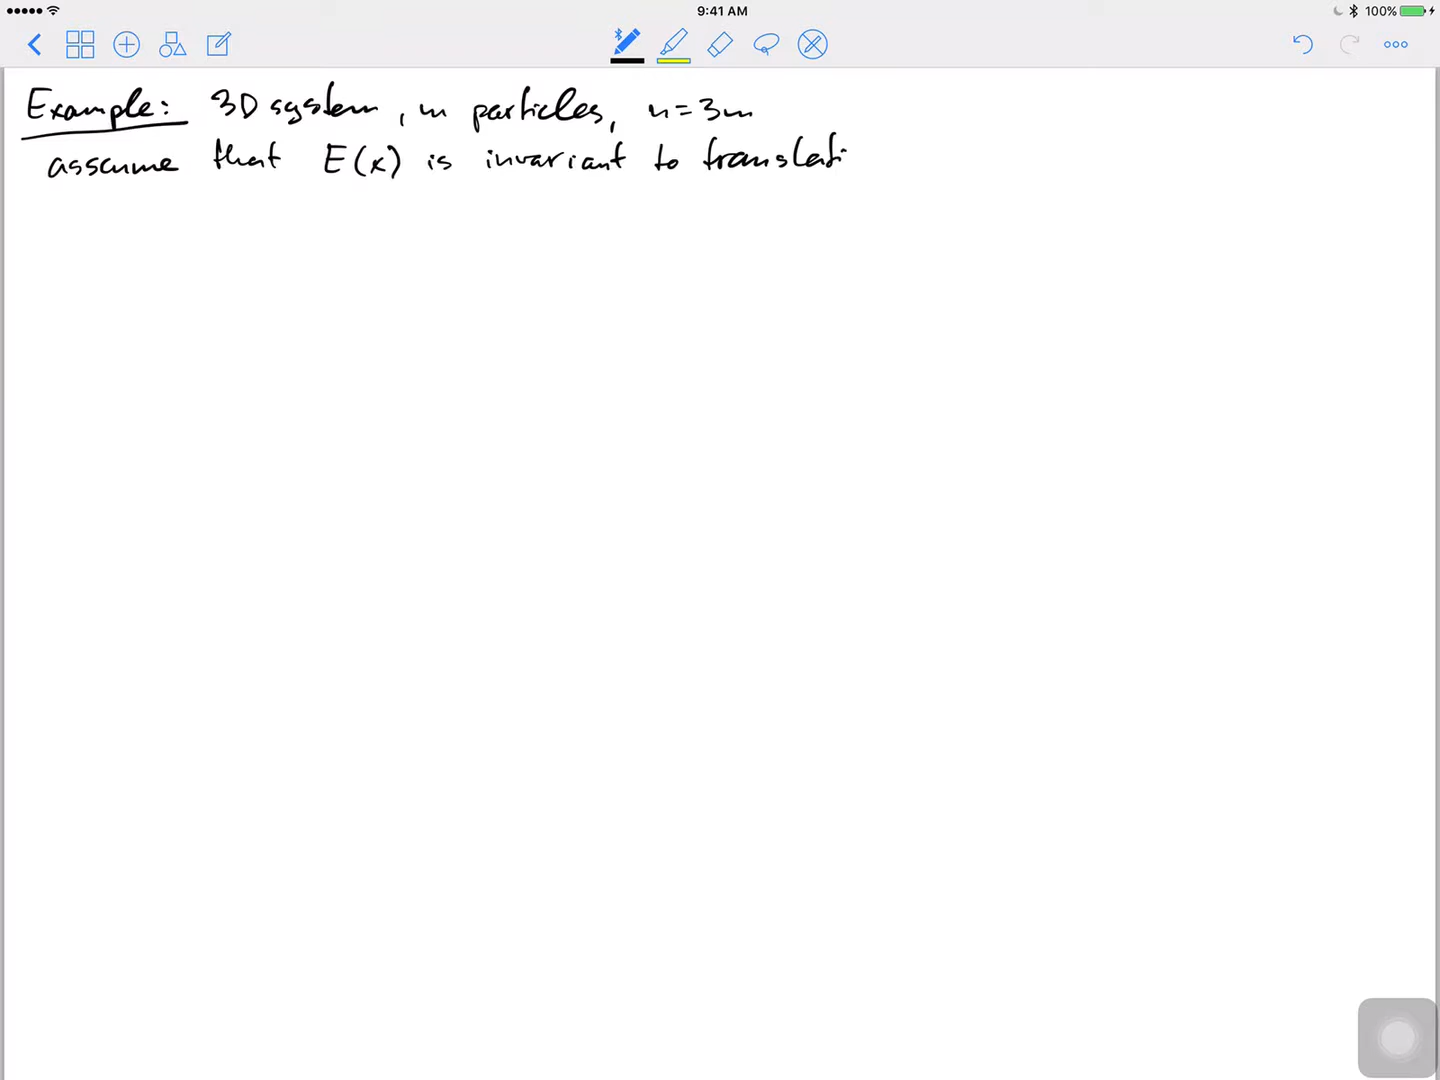 9:41 AM
100%
Example: 3D system, m particles, n=3m
assume that E(x) is invariant to translati